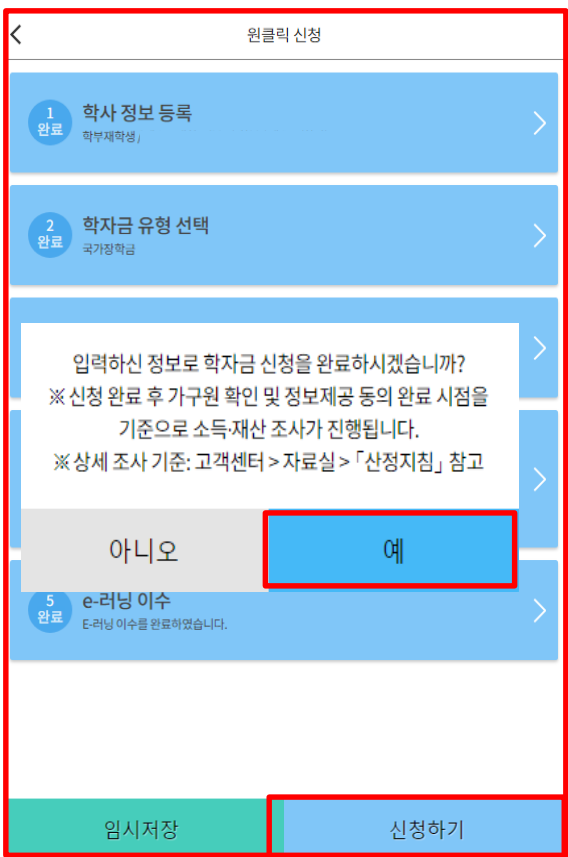 원클릭 신청
1
완료
학사 정보 등록
학부재학생/
2
완료
학자금 유형 선택
국가장학금
입력하신 정보로 학자금 신청을 완료하시겠습니까?
※ 신청 완료 후 가구원 확인 및 정보제공 동의 완료 시점을
기준으로 소득·재산 조사가 진행됩니다.
※ 상세 조사 기준: 고객센터 > 자료실 > 「산정지침」 참고
아니오
예
5
완료
e-러닝 이수
E-러닝 이수를 완료하였습니다.
임시저장
신청하기